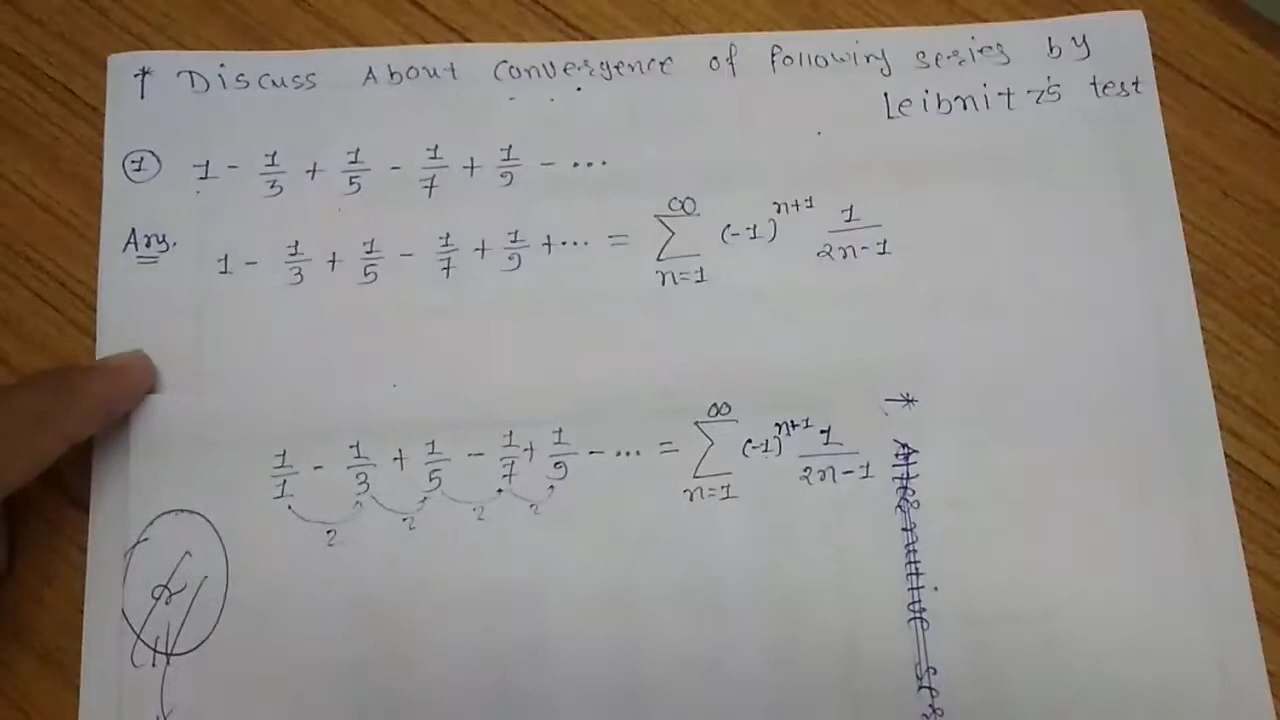 * Discuss About convergence of following series by
Leibnitz's test
① 1 - 1/3 + 1/5 - 1/7 + 1/9 - ...
Ans. 1 - 1/3 + 1/5 - 1/7 + 1/9 + ... = ∑_{n=1}^{∞} (-1)^{n+1} 1/(2n-1)
1/1 - 1/3 + 1/5 - 1/7 + 1/9 - ... = ∑_{n=1}^{∞} (-1)^{n+1} 1/(2n-1)
2 2 2 2
*